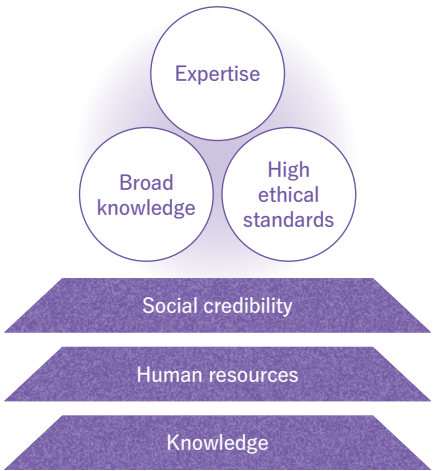 Expertise
Broad
knowledge
High
ethical
standards
Social credibility
Human resources
Knowledge